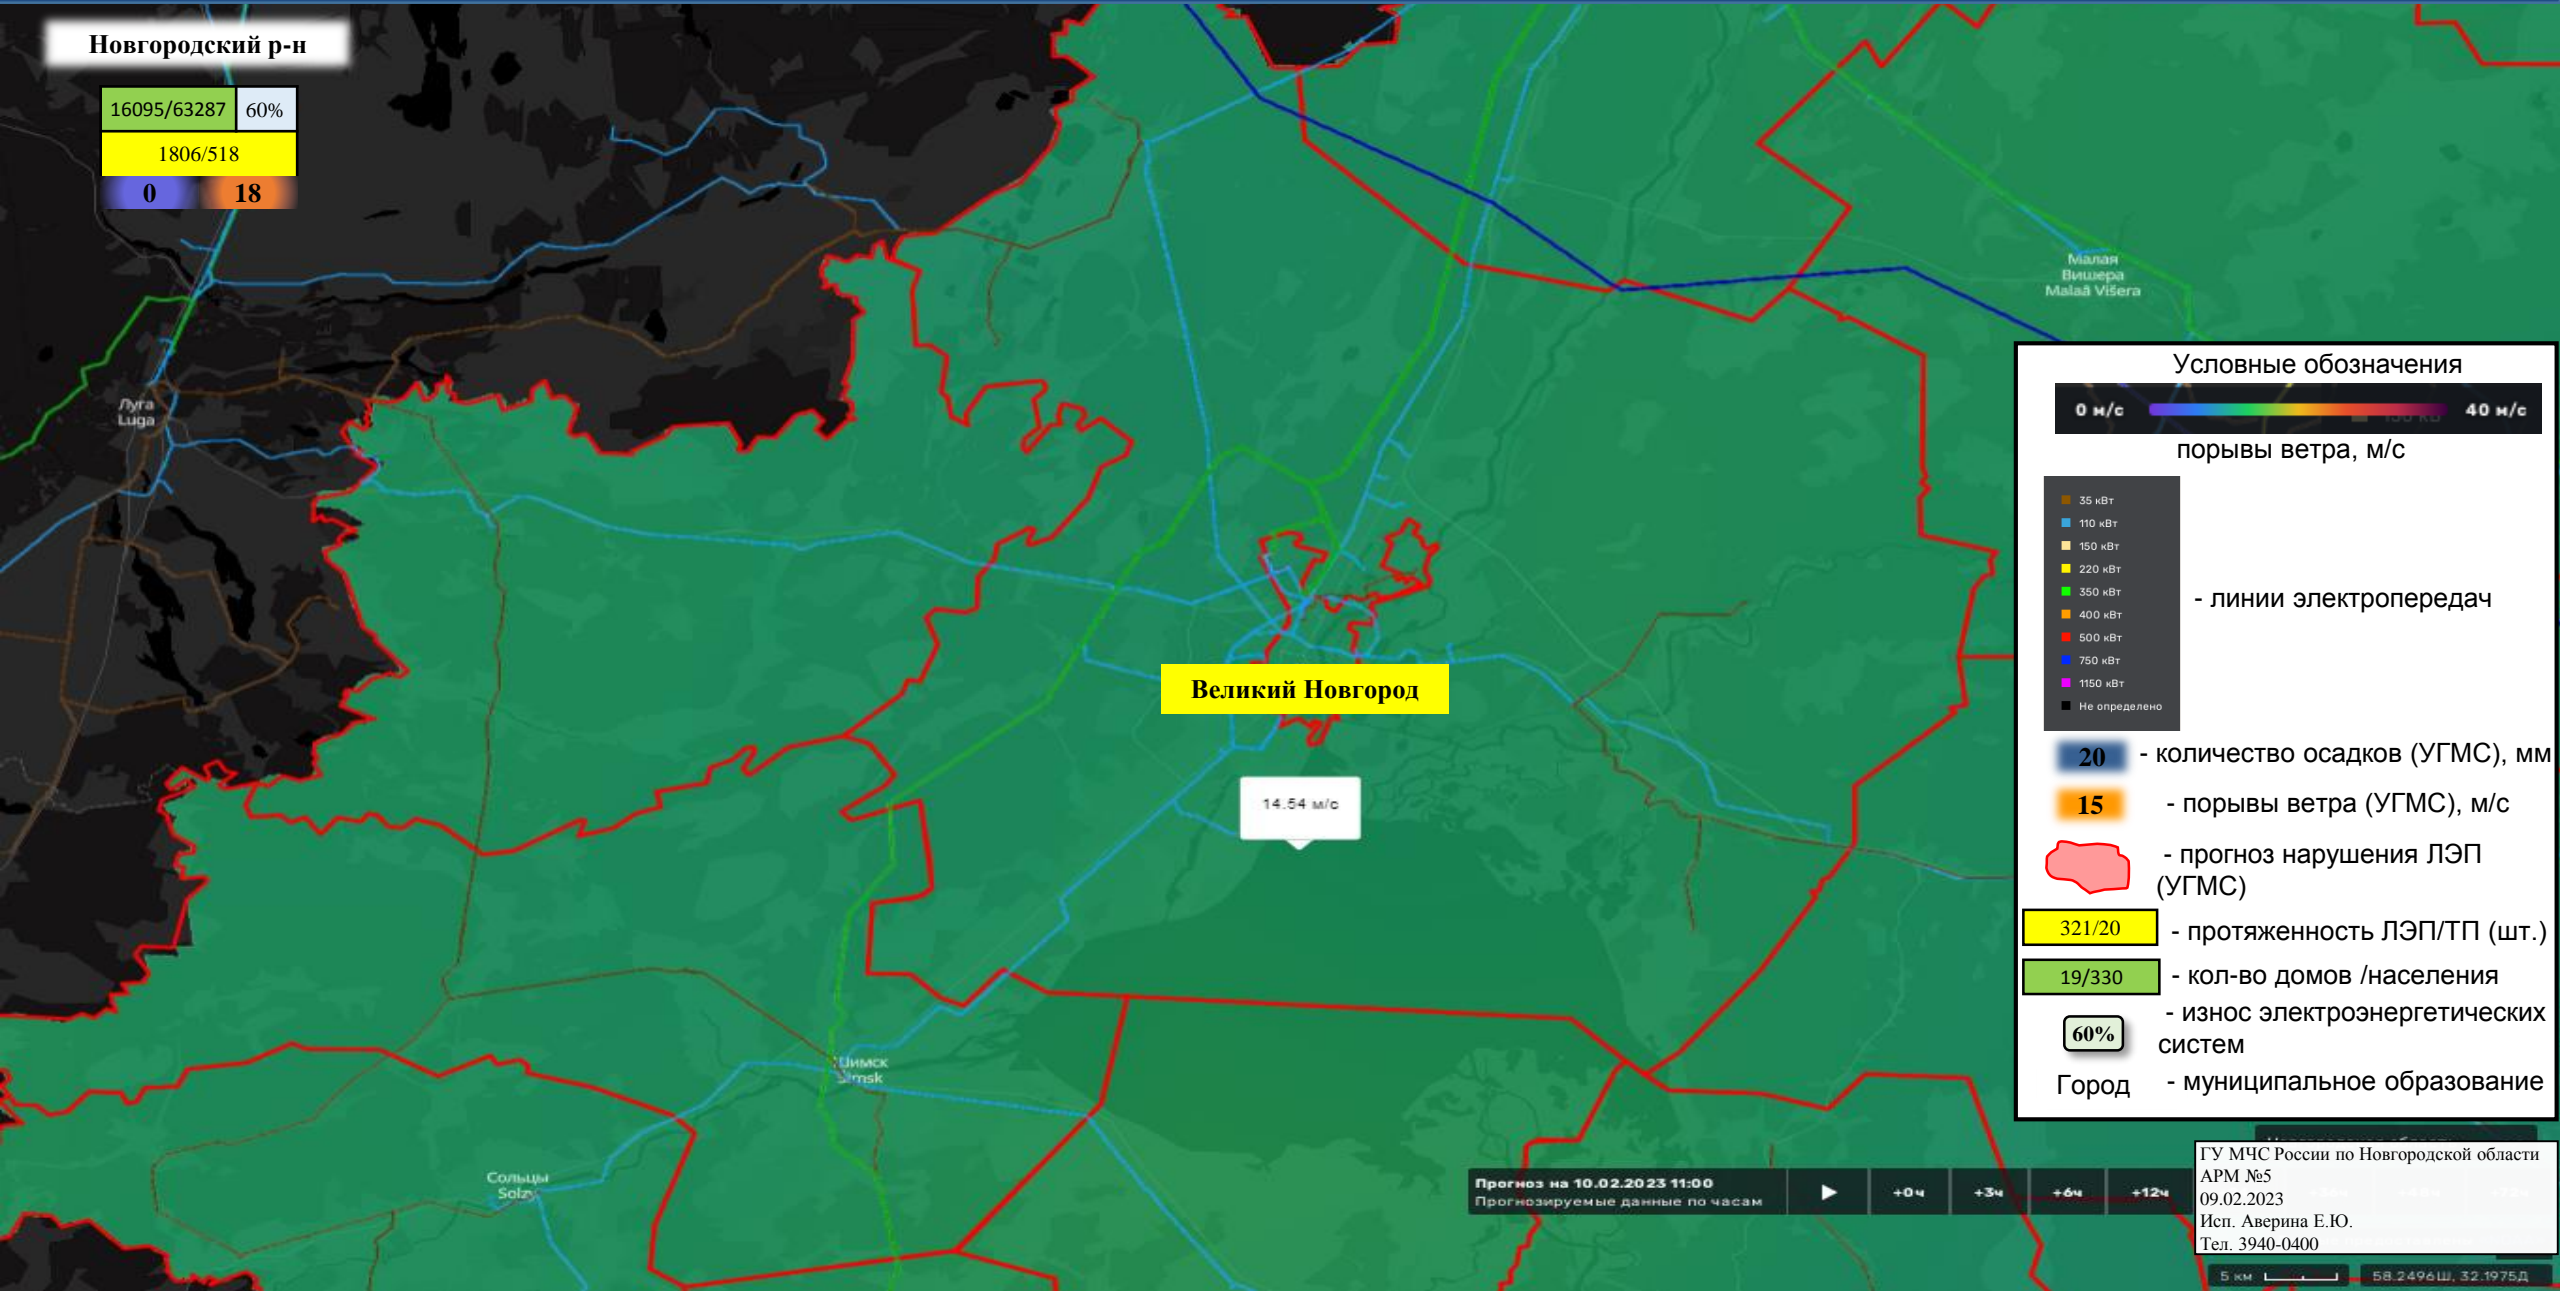 Новгородский р-н
16095/63287 60%
1806/518
0 18
Луга
Luga
Малая
Вишера
Malaâ Višera
Великий Новгород
14.54 м/с
Шимск
Simsk
Сольцы
Solzy
Условные обозначения
0 м/с 40 м/с
порывы ветра, м/с
35 кВт
110 кВт
150 кВт
220 кВт
350 кВт
400 кВт
500 кВт
750 кВт
1150 кВт
Не определено
- линии электропередач
20 - количество осадков (УГМС), мм
15 - порывы ветра (УГМС), м/с
- прогноз нарушения ЛЭП
(УГМС)
321/20 - протяженность ЛЭП/ТП (шт.)
19/330 - кол-во домов /населения
- износ электроэнергетических
60% систем
Город - муниципальное образование
Прогноз на 10.02.2023 11:00
Прогнозируемые данные по часам
+0ч +3ч +6ч +12ч
ГУ МЧС России по Новгородской области
АРМ №5
09.02.2023
Исп. Аверина Е.Ю.
Тел. 3940-0400
5 км 58.2496Ш, 32.1975Д